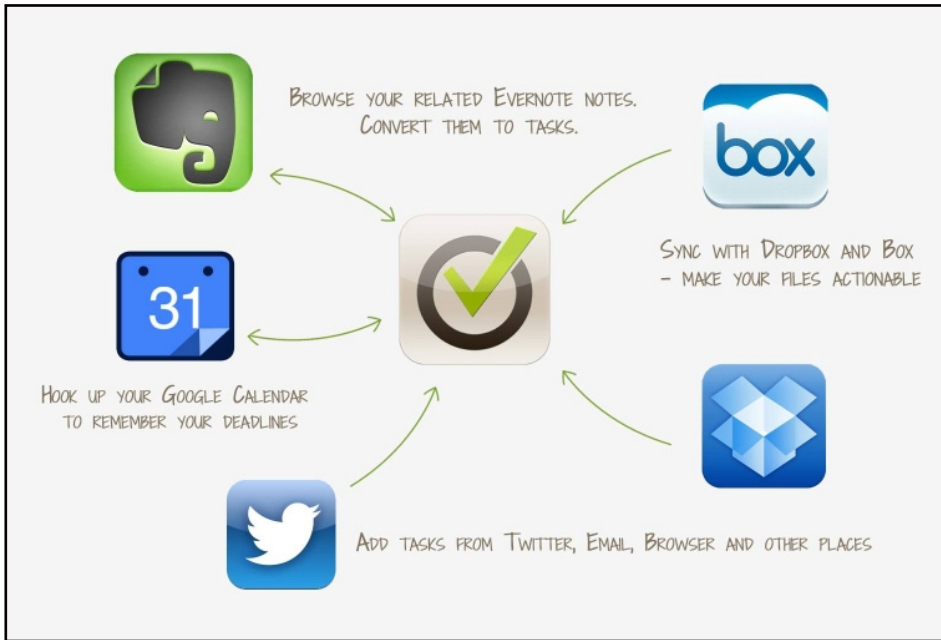 Browse your related Evernote notes.
Convert them to tasks.
box
Sync with Dropbox and Box
- make your files actionable
31
Hook up your Google Calendar
to remember your deadlines
Add tasks from Twitter, Email, Browser and other places